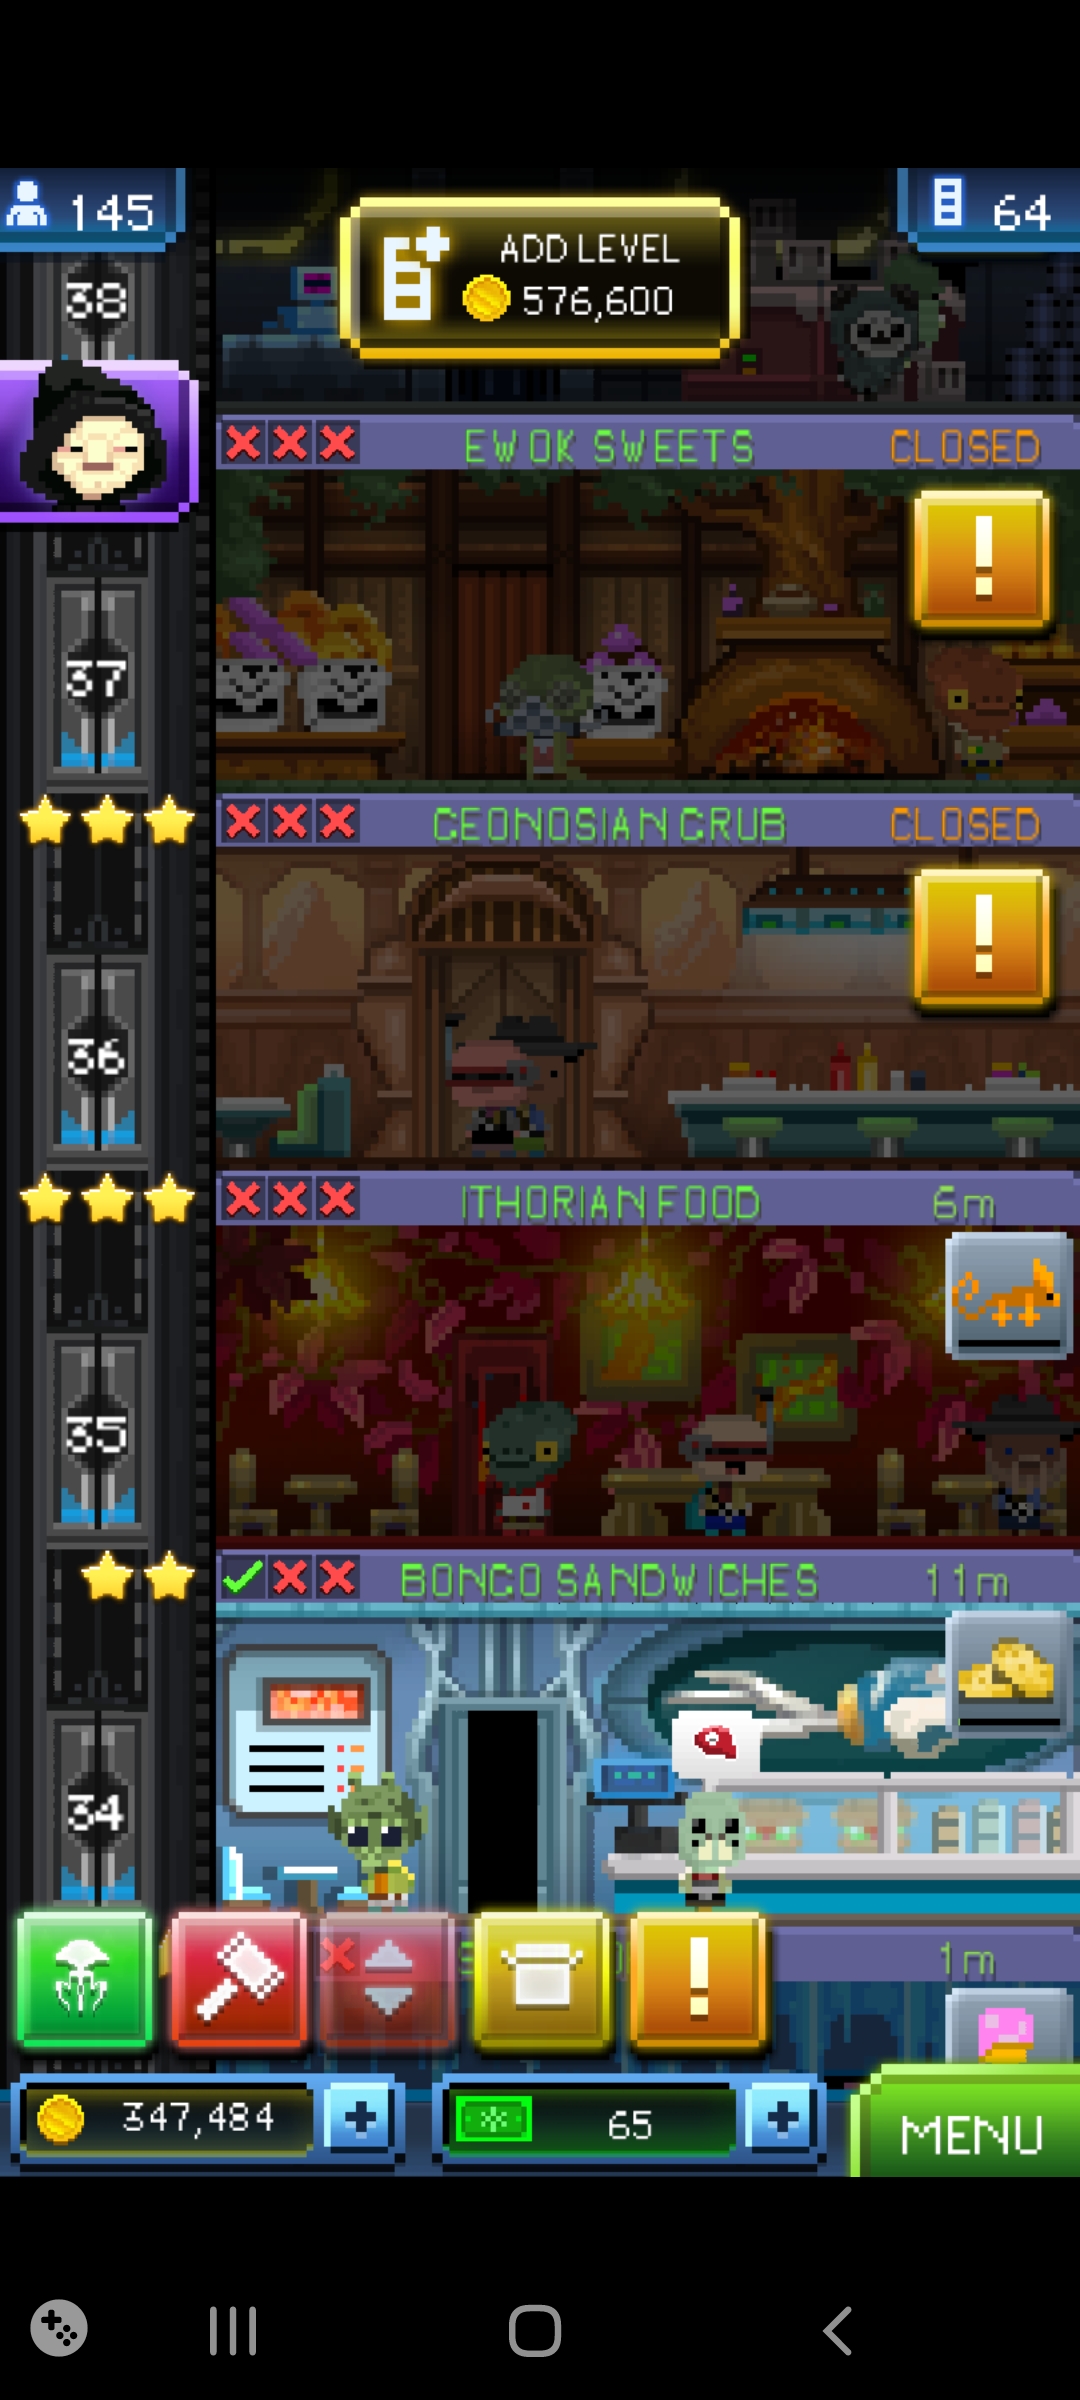 145
ADD LEVEL
576,600
64
38
EWOK SWEETS
CLOSED
37
GEONOSIAN GRUB
CLOSED
36
ITHORIAN FOOD
6m
35
BONGO SANDWICHES
11m
34
1m
347,484
65
MENU